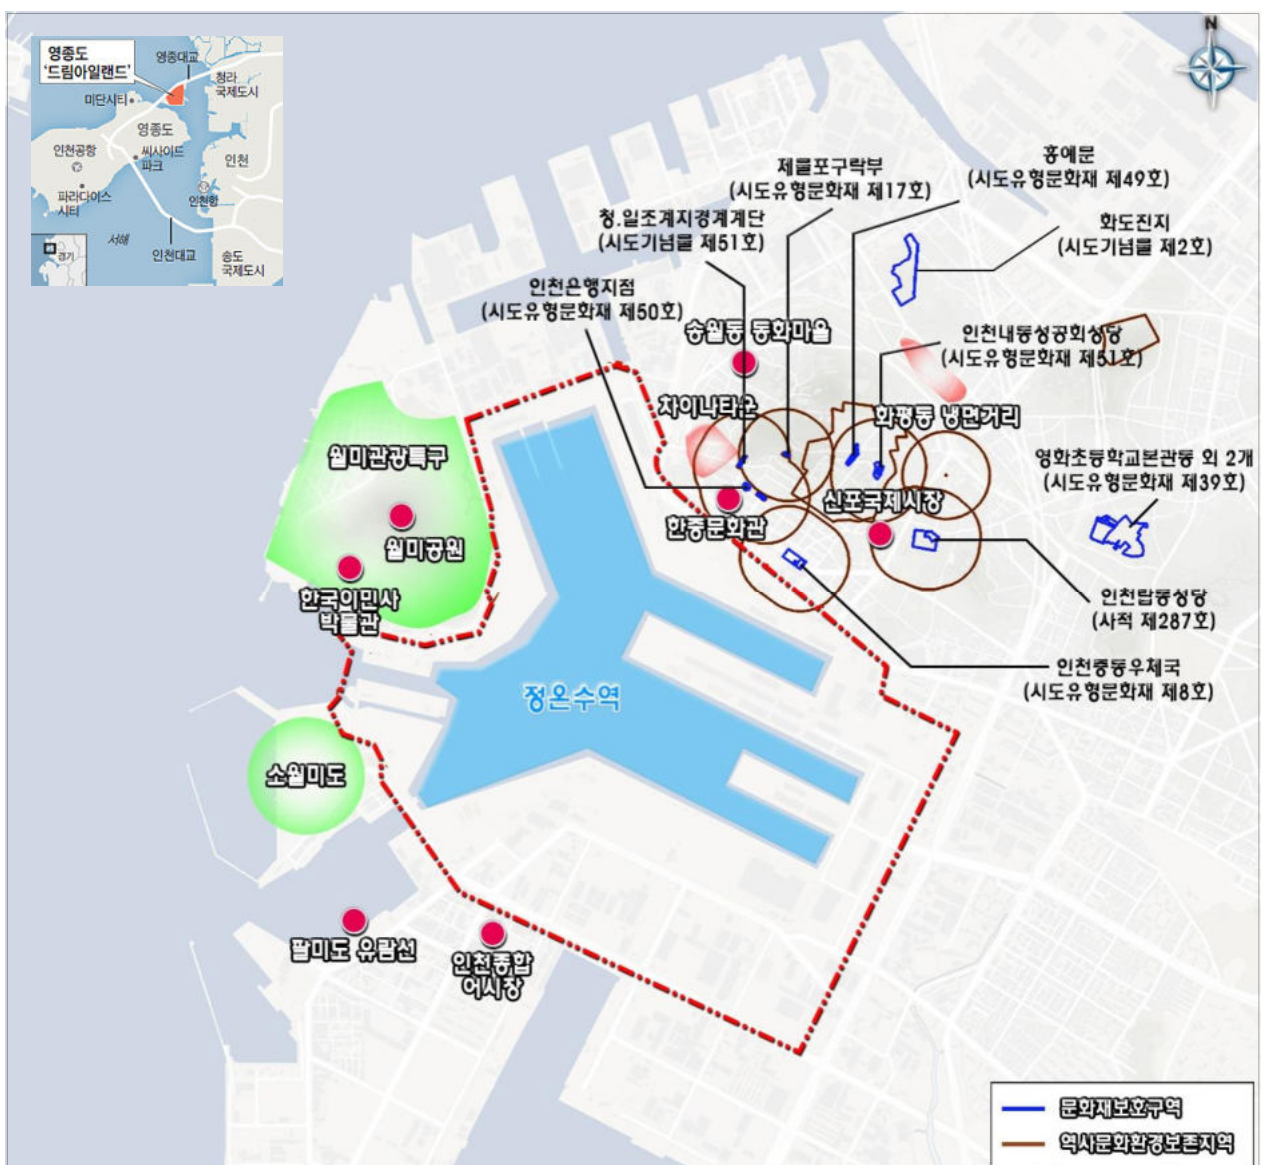 영종도
'드림아일랜드'
영종대교
청라
국제도시
미단시티
영종도
인천공항
씨사이드
파크
인천
파라다이스
시티
인천항
서해
경기
인천대교
송도
국제도시
N
홍예문
(시도유형문화재 제49호)
제물포구락부
(시도유형문화재 제17호)
청.일조계지경계계단
(시도기념물 제51호)
화도진지
(시도기념물 제2호)
인천은행지점
(시도유형문화재 제50호)
송월동 동화마을
인천내동성공회성당
(시도유형문화재 제51호)
차이나타운
화평동 냉면거리
월미관광특구
영화초등학교본관동 외 2개
(시도유형문화재 제39호)
신포국제시장
한중문화관
월미공원
한국이민사
박물관
인천답동성당
(사적 제287호)
인천중동우체국
(시도유형문화재 제8호)
정온수역
소월미도
팔미도 유람선
인천종합
어시장
문화재보호구역
역사문화환경보존지역